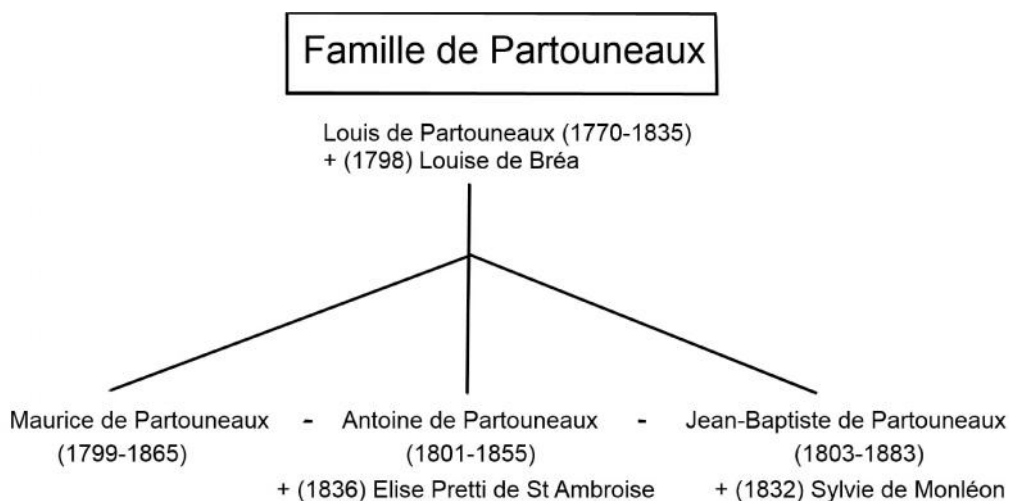 Famille de Partouneaux
Louis de Partouneaux (1770-1835)
+ (1798) Louise de Bréa
Maurice de Partouneaux - Antoine de Partouneaux - Jean-Baptiste de Partouneaux
(1799-1865) (1801-1855) (1803-1883)
+ (1836) Elise Pretti de St Ambroise + (1832) Sylvie de Monléon